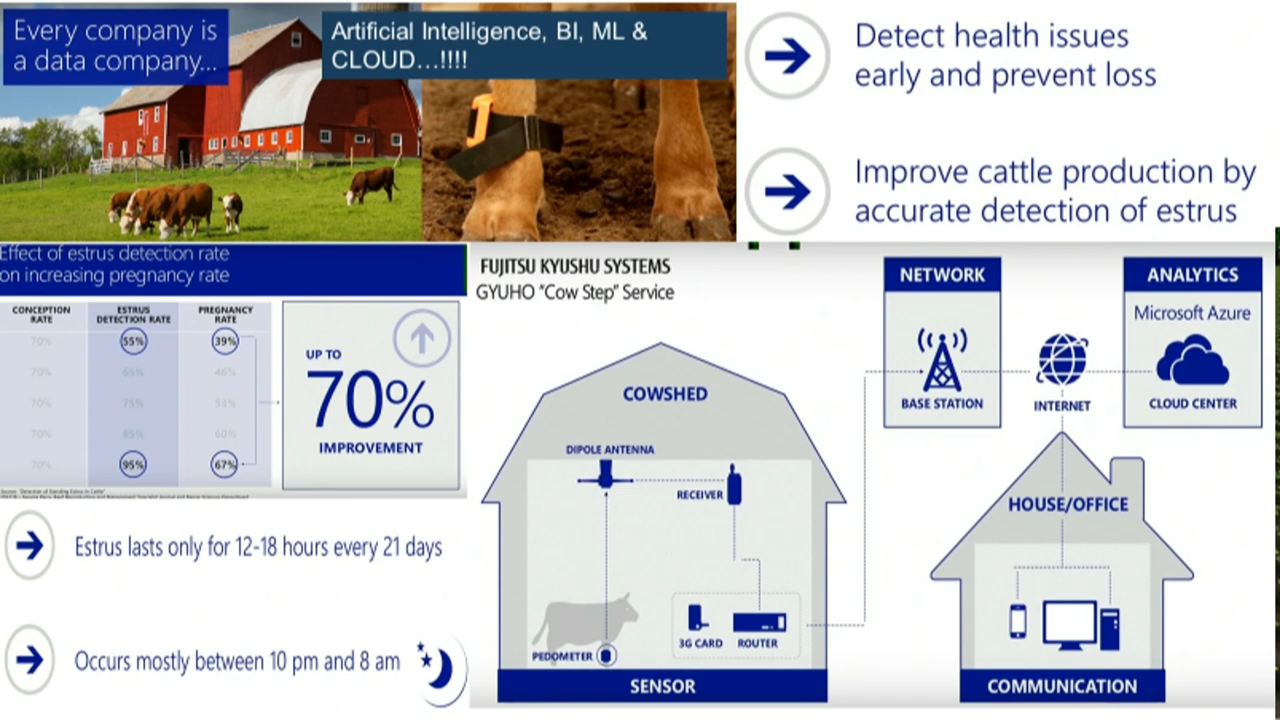 Every company is
a data company...
Artificial Intelligence, BI, ML &
CLOUD...!!!!
Detect health issues
early and prevent loss
Improve cattle production by
accurate detection of estrus
Effect of estrus detection rate
on increasing pregnancy rate
CONCEPTION
RATE
ESTRUS
DETECTION RATE
PREGNANCY
RATE
70% 55% 39%
70% 65% 46%
70% 75% 53%
70% 85% 60%
70% 95% 67%
UP TO
70%
IMPROVEMENT
Estrus lasts only for 12-18 hours every 21 days
Occurs mostly between 10 pm and 8 am
FUJITSU KYUSHU SYSTEMS
GYUHO "Cow Step" Service
COWSHED
DIPOLE ANTENNA
RECEIVER
PEDOMETER
3G CARD
ROUTER
SENSOR
NETWORK
BASE STATION
INTERNET
ANALYTICS
Microsoft Azure
CLOUD CENTER
HOUSE/OFFICE
COMMUNICATION